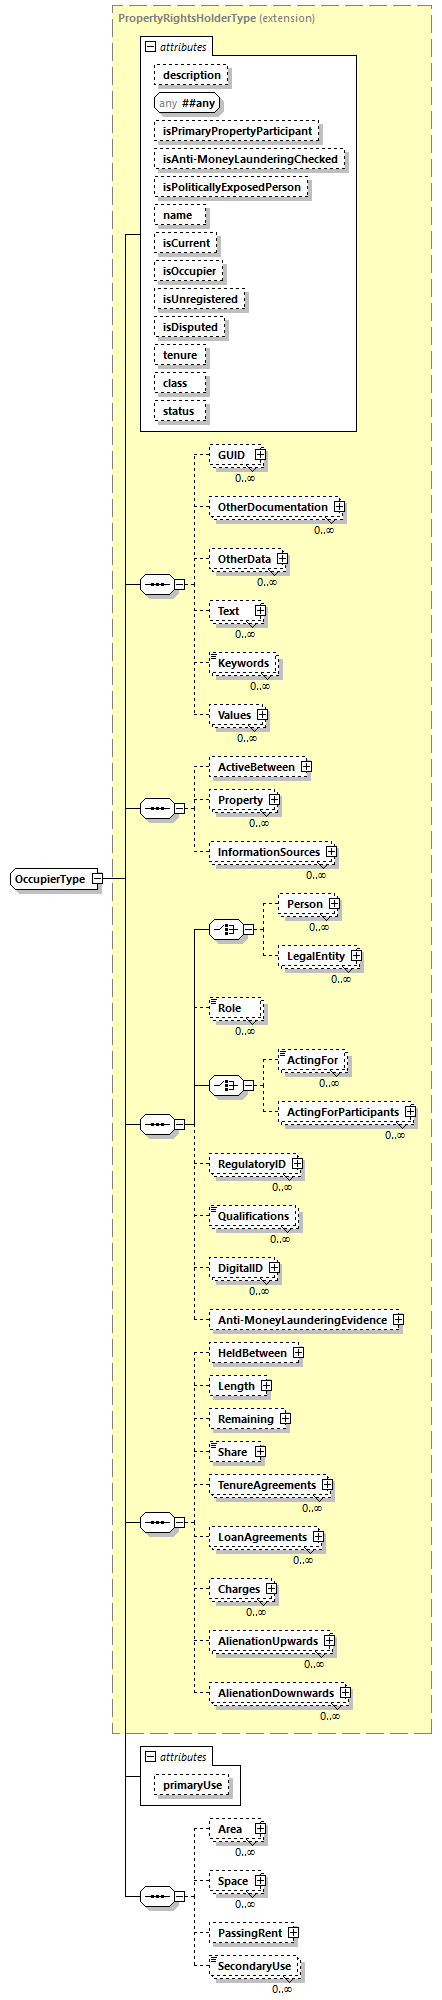 PropertyRightsHolderType (extension)
attributes
description
any ##any
isPrimaryPropertyParticipant
isAnti-MoneyLaunderingChecked
isPoliticallyExposedPerson
name
isCurrent
isOccupier
isUnregistered
isDisputed
tenure
class
status
GUID
0..∞
OtherDocumentation
0..∞
OtherData
0..∞
Text
0..∞
Keywords
0..∞
Values
0..∞
ActiveBetween
Property
0..∞
InformationSources
0..∞
OccupierType
Person
0..∞
LegalEntity
0..∞
Role
0..∞
ActingFor
0..∞
ActingForParticipants
0..∞
RegulatoryID
0..∞
Qualifications
0..∞
DigitalID
0..∞
Anti-MoneyLaunderingEvidence
HeldBetween
Length
Remaining
Share
TenureAgreements
0..∞
LoanAgreements
0..∞
Charges
0..∞
AlienationUpwards
0..∞
AlienationDownwards
0..∞
attributes
primaryUse
Area
0..∞
Space
0..∞
PassingRent
SecondaryUse
0..∞